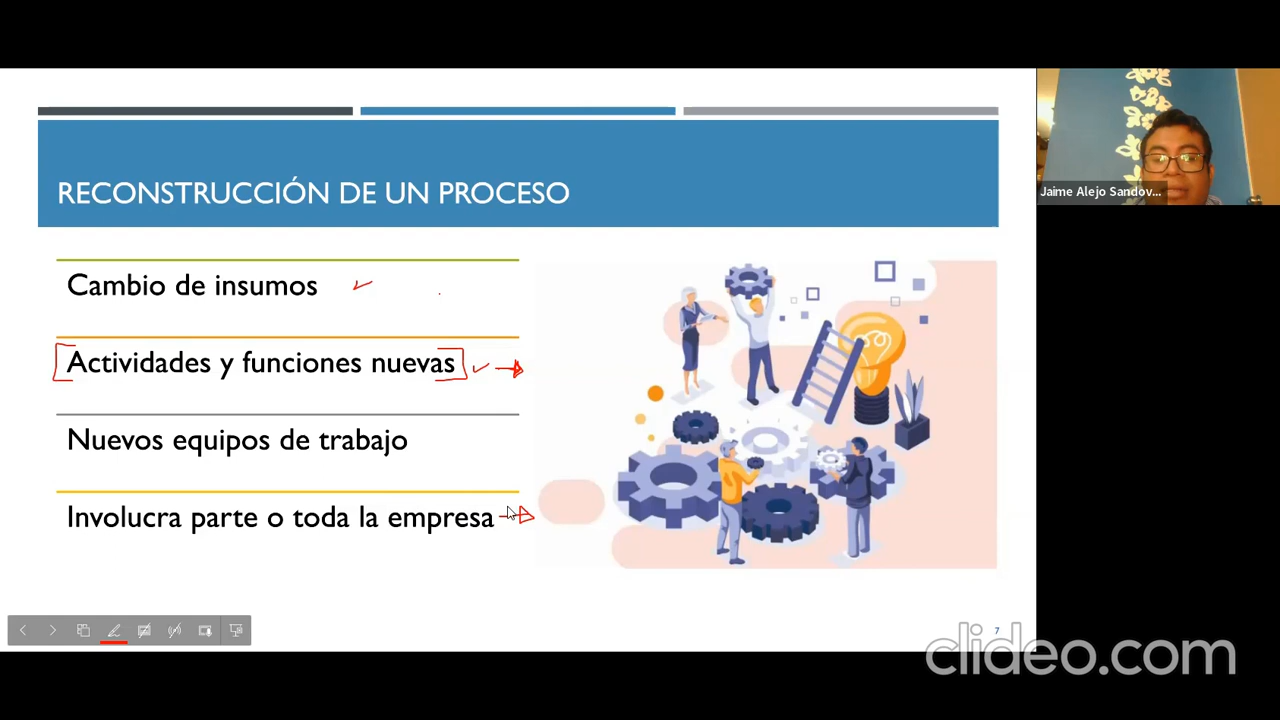 RECONSTRUCCIÓN DE UN PROCESO
Cambio de insumos
Actividades y funciones nuevas
Nuevos equipos de trabajo
Involucra parte o toda la empresa
7
Jaime Alejo Sandov...
clideo.com